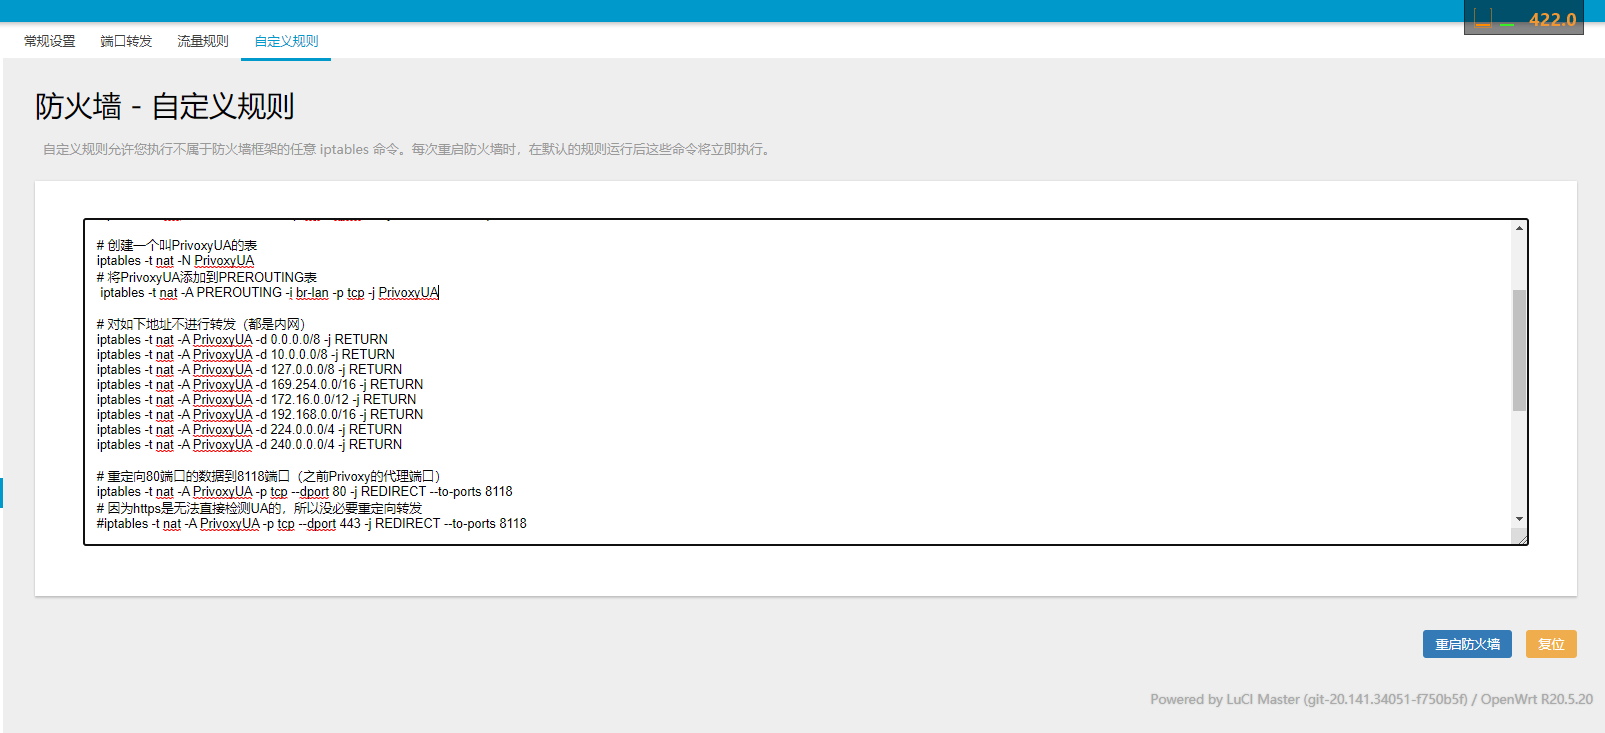 422.0
常规设置 端口转发 流量规则 自定义规则
防火墙 - 自定义规则
自定义规则允许您执行不属于防火墙框架的任意 iptables 命令。每次重启防火墙时，在默认的规则运行后这些命令将立即执行。
# 创建一个叫PrivoxyUA的表
iptables -t nat -N PrivoxyUA
# 将PrivoxyUA添加到PREROUTING表
iptables -t nat -A PREROUTING -i br-lan -p tcp -j PrivoxyUA
# 对如下地址不进行转发（都是内网）
iptables -t nat -A PrivoxyUA -d 0.0.0.0/8 -j RETURN
iptables -t nat -A PrivoxyUA -d 10.0.0.0/8 -j RETURN
iptables -t nat -A PrivoxyUA -d 127.0.0.0/8 -j RETURN
iptables -t nat -A PrivoxyUA -d 169.254.0.0/16 -j RETURN
iptables -t nat -A PrivoxyUA -d 172.16.0.0/12 -j RETURN
iptables -t nat -A PrivoxyUA -d 192.168.0.0/16 -j RETURN
iptables -t nat -A PrivoxyUA -d 224.0.0.0/4 -j RETURN
iptables -t nat -A PrivoxyUA -d 240.0.0.0/4 -j RETURN
# 重定向80端口的数据到8118端口（之前Privoxy的代理端口）
iptables -t nat -A PrivoxyUA -p tcp --dport 80 -j REDIRECT --to-ports 8118
# 因为https是无法直接检测UA的，所以没必要重定向转发
#iptables -t nat -A PrivoxyUA -p tcp --dport 443 -j REDIRECT --to-ports 8118
重启防火墙 复位
Powered by LuCI Master (git-20.141.34051-f750b5f) / OpenWrt R20.5.20